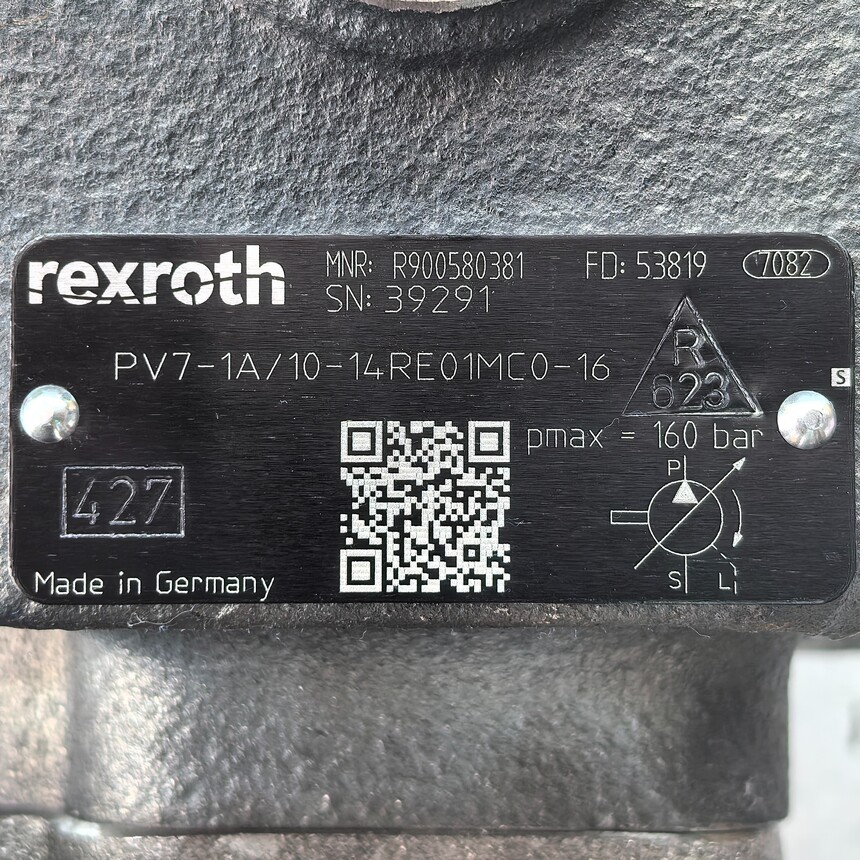 rexroth
MNR: R900580381 FD: 53819 7082
SN: 39291
PV7-1A/10-14RE01MC0-16
R
623
S
pmax = 160 bar
P
427
S L
Made in Germany